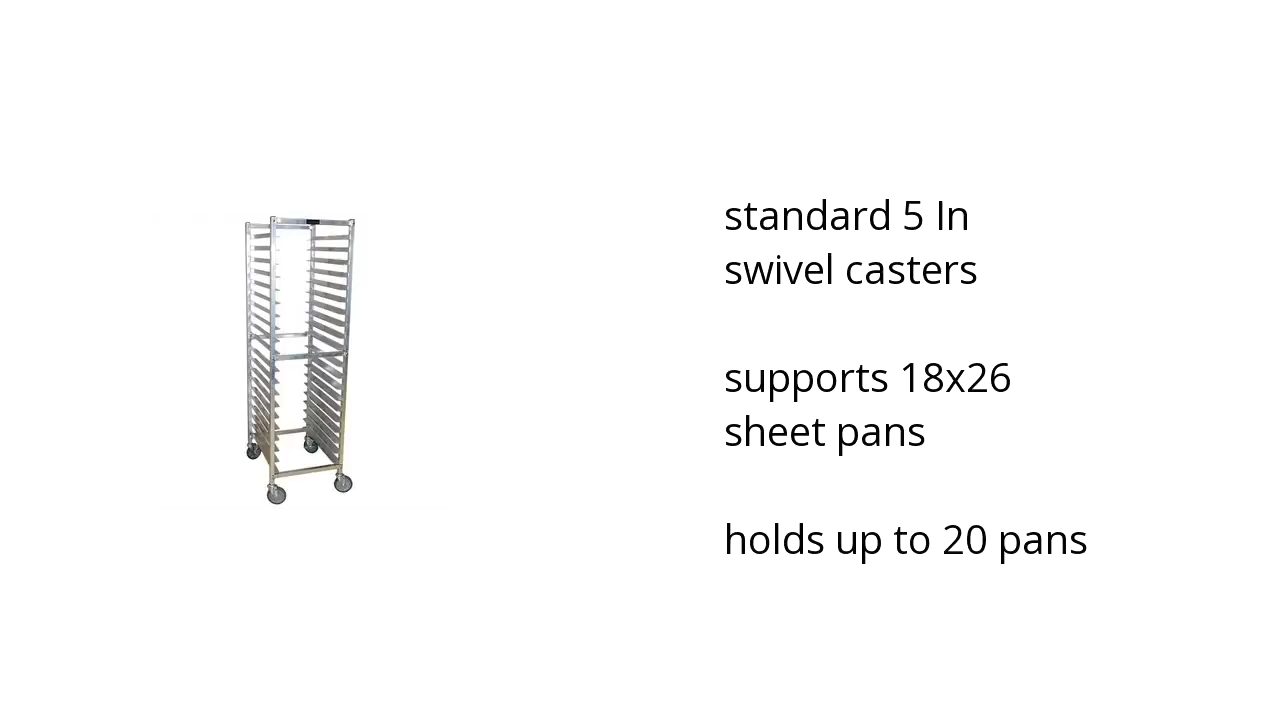 standard 5 In
swivel casters
supports 18x26
sheet pans
holds up to 20 pans